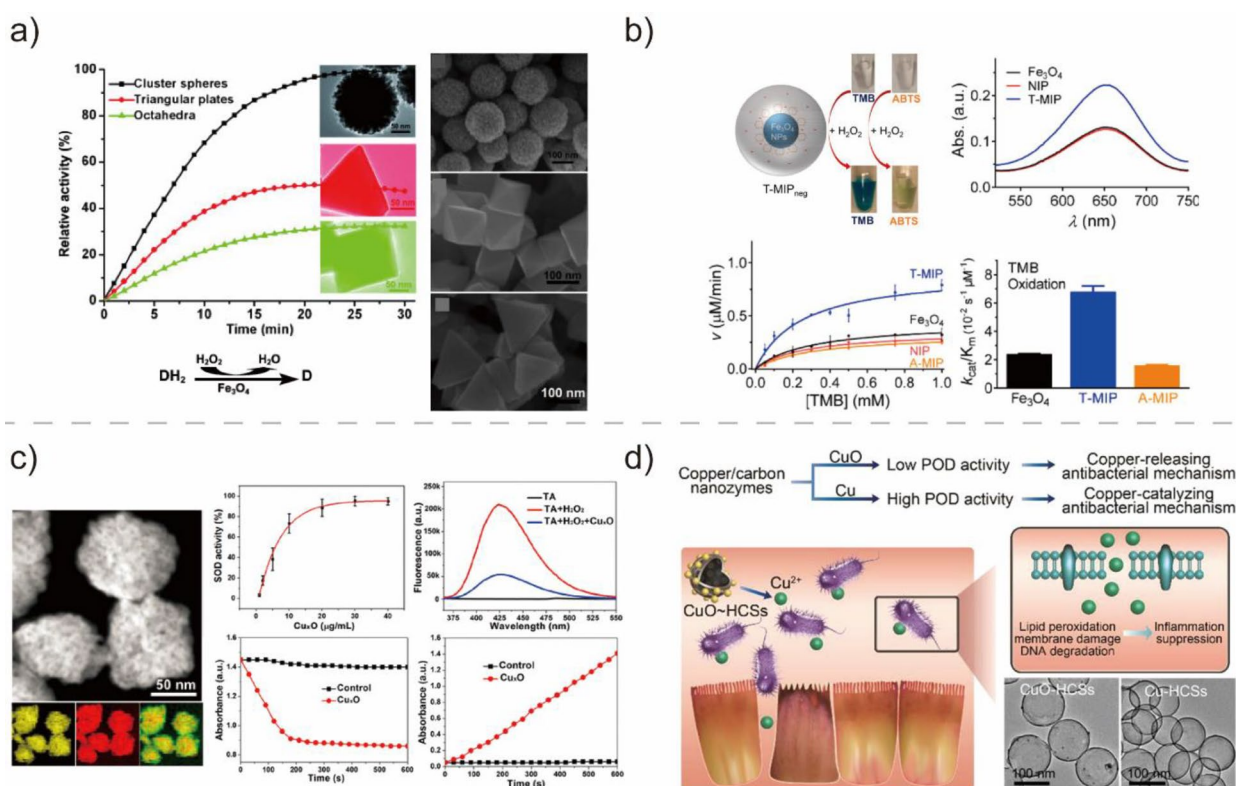 a)
100
80
60
40
20
0
Relative activity (%)
Cluster spheres
Triangular plates
Octahedra
50 nm
50 nm
50 nm
0 5 10 15 20 25 30
Time (min)
H₂O₂ H₂O
DH₂ D
Fe₃O₄
100 nm
100 nm
100 nm
b)
Fe₃O₄
NPs
T-MIPneg
TMB ABTS
+ H₂O₂ + H₂O₂
TMB ABTS
Abs. (a.u.)
0.2
0.1
0.0
Fe₃O₄
NIP
T-MIP
550 600 650 700 750
λ (nm)
v (μM/min)
1.0
0.5
0.0
T-MIP
Fe₃O₄
NIP
A-MIP
0.0 0.2 0.4 0.6 0.8 1.0
[TMB] (mM)
kcat/Km (10⁻² s⁻¹ μM⁻¹)
8
6
4
2
0
TMB
Oxidation
Fe₃O₄ T-MIP A-MIP
c)
50 nm
SOD activity (%)
100
80
60
40
20
0
0 10 20 30 40
CuₓO (μg/mL)
Fluorescence (a.u.)
250k
200k
150k
100k
50k
0
TA
TA+H₂O₂
TA+H₂O₂+CuₓO
350 400 450 500 550
Wavelength (nm)
Absorbance (a.u.)
1.6
1.4
1.2
1.0
0.8
Control
CuₓO
0 100 200 300 400 500 600
Time (s)
Absorbance (a.u.)
1.5
1.2
0.9
0.6
0.3
0.0
Control
CuₓO
0 100 200 300 400 500 600
Time (s)
d)
Copper/carbon
nanozymes
CuO
Low POD activity
Copper-releasing
antibacterial mechanism
Cu
High POD activity
Copper-catalyzing
antibacterial mechanism
Cu²⁺
CuO~HCSs
Lipid peroxidation
membrane damage
DNA degradation
Inflammation
suppression
CuO-HCSs
100 nm
Cu-HCSs
100 nm